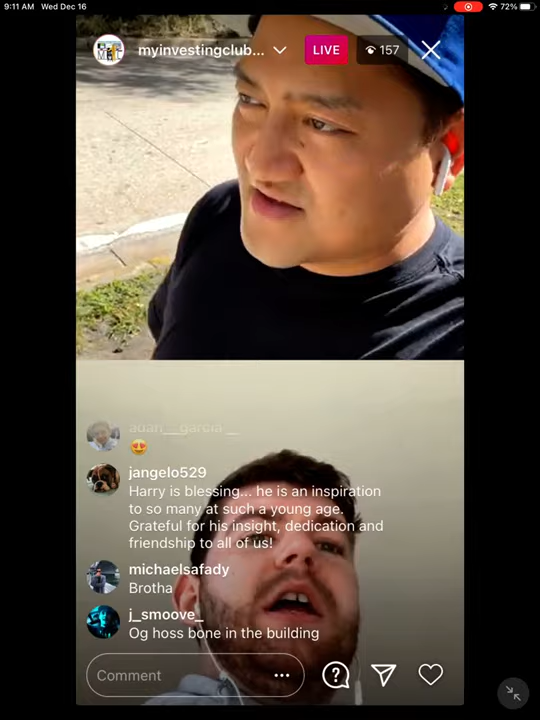 9:11 AM Wed Dec 16
72%
myinvestingclub...
LIVE
157
adan__garcia__
jangelo529
Harry is blessing... he is an inspiration
to so many at such a young age.
Grateful for his insight, dedication and
friendship to all of us!
michaelsafady
Brotha
j_smoove_
Og hoss bone in the building
Comment